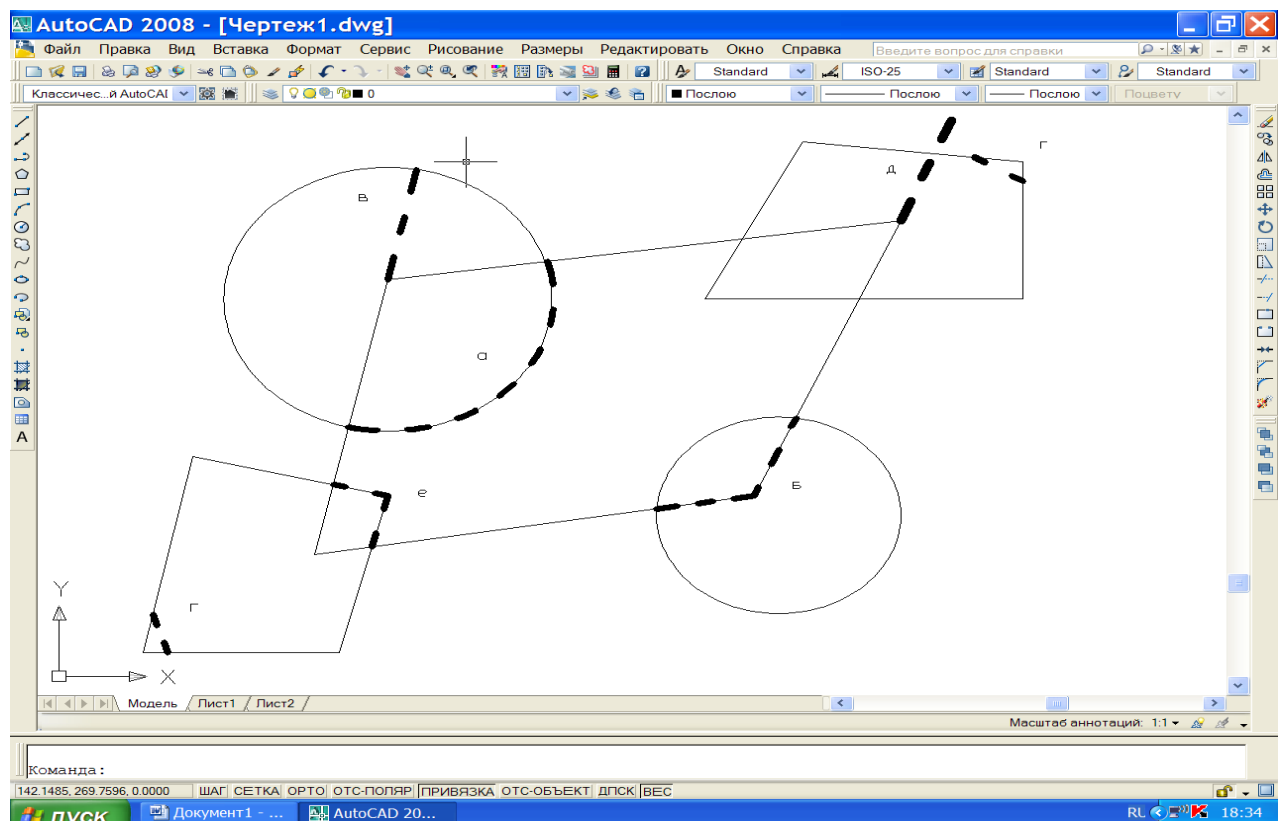 AutoCAD 2008 - [Чертеж1.dwg]
Файл Правка Вид Вставка Формат Сервис Рисование Размеры Редактировать Окно Справка Введите вопрос для справки
Standard ISO-25 Standard Standard
Классичес...й AutoCAI 0 Послою Послою Послою Поцвету
г
д
в
а
е
Б
г
Y
X
Модель Лист1 Лист2
Масштаб аннотаций: 1:1
Команда:
142.1485, 269.7596, 0.0000 ШАГ СЕТКА ОРТО ОТС-ПОЛЯР ПРИВЯЗКА ОТС-ОБЪЕКТ ДПСК ВЕС
пуск Документ1 - ... AutoCAD 20... RU 18:34